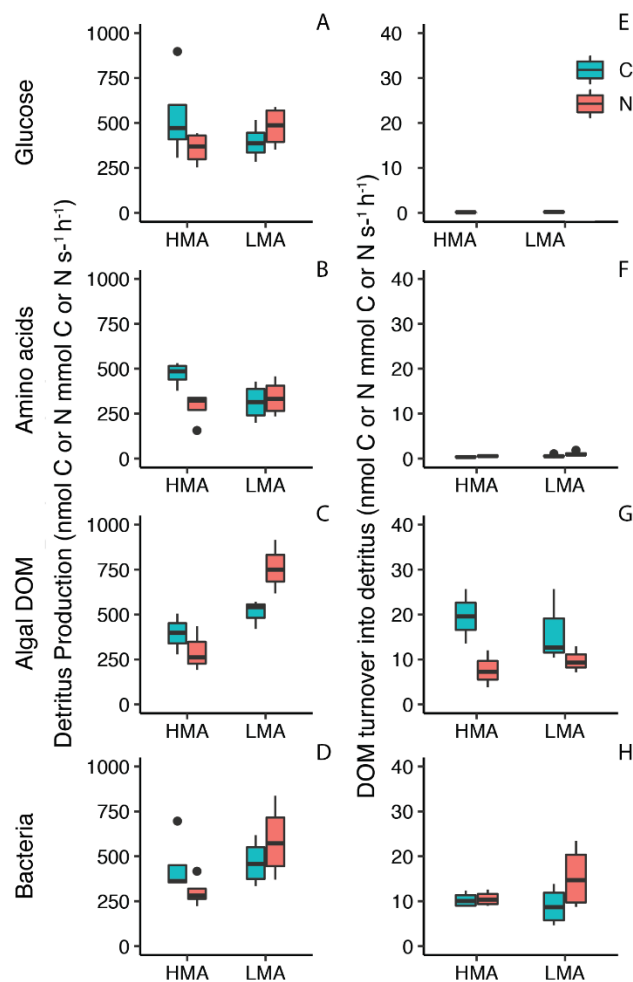 Glucose
Amino acids
Algal DOM
Bacteria
Detritus Production (nmol C or N mmol C or N s-¹ h-¹)
A
1000
750
500
250
0
HMA LMA
B
1000
750
500
250
0
HMA LMA
C
1000
750
500
250
0
HMA LMA
D
1000
750
500
250
0
HMA LMA
DOM turnover into detritus (nmol C or N mmol C or N s-¹ h-¹)
E
40
30
20
10
0
HMA LMA
C
N
F
40
30
20
10
0
HMA LMA
G
40
30
20
10
0
HMA LMA
H
40
30
20
10
0
HMA LMA